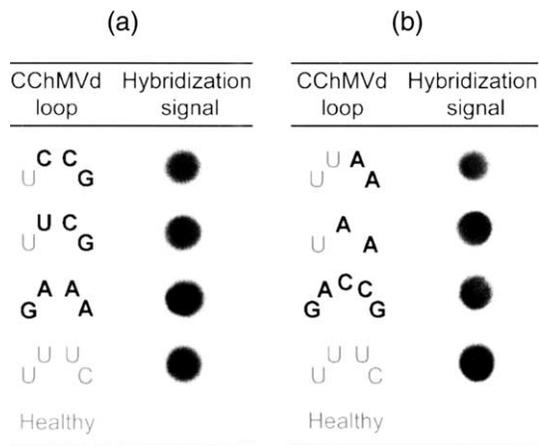 (a)
CChMVd Hybridization
loop signal
U C C G
U U C G
G A A A
U U U C
Healthy
(b)
CChMVd Hybridization
loop signal
U U A A
U A A
G A C C G
U U U C
Healthy